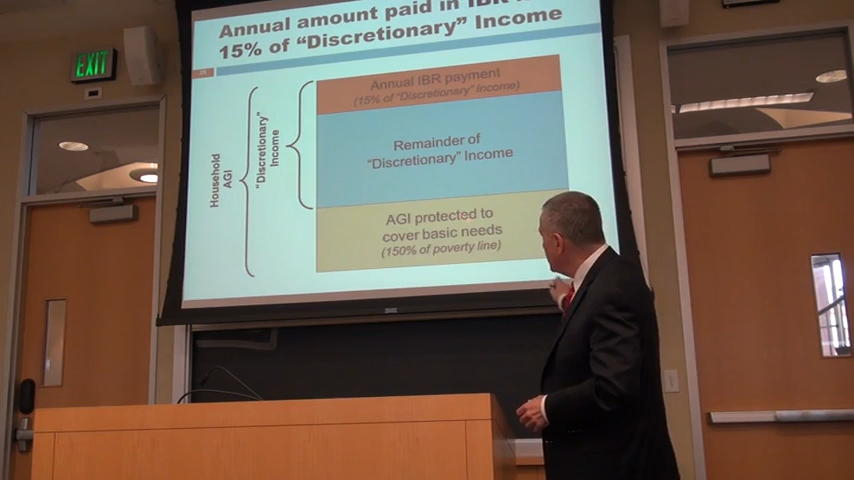 EXIT
Annual amount paid in IBR
15% of “Discretionary” Income
25
Household
AGI
“Discretionary”
Income
Annual IBR payment
(15% of “Discretionary” Income)
Remainder of
“Discretionary” Income
AGI protected to
cover basic needs
(150% of poverty line)